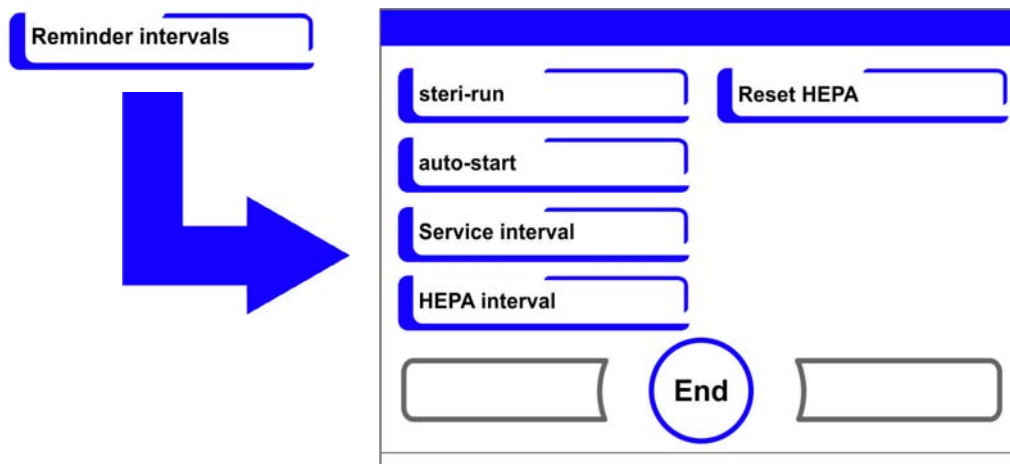 Reminder intervals
steri-run
Reset HEPA
auto-start
Service interval
HEPA interval
End